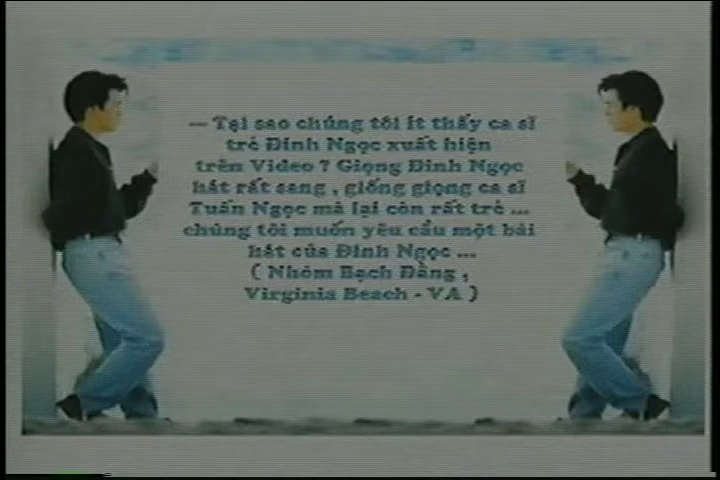 --- Tại sao chúng tôi ít thấy ca sĩ
trẻ Đình Ngọc xuất hiện
trên Video ? Giọng Đình Ngọc
hát rất sang , giống giọng ca sĩ
Tuấn Ngọc mà lại còn rất trẻ ...
chúng tôi muốn yêu cầu một bài
hát của Đình Ngọc ...
( Nhóm Bạch Đằng ,
Virginia Beach - VA )